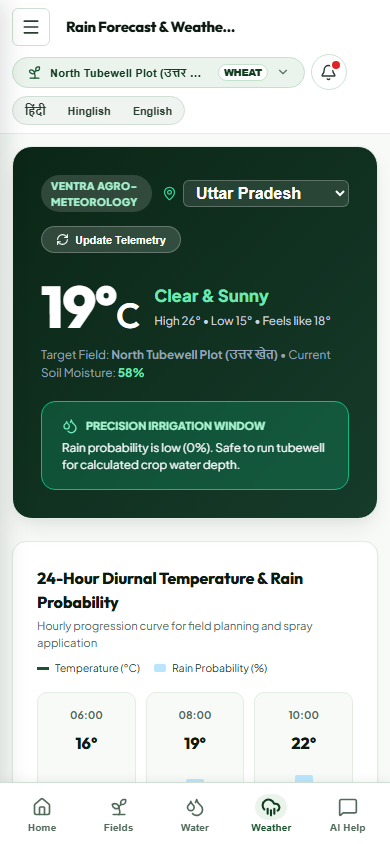 Rain Forecast & Weathe...
North Tubewell Plot (उत्तर ... WHEAT
हिंदी Hinglish English
VENTRA AGRO-
METEOROLOGY
Uttar Pradesh
Update Telemetry
19°C
Clear & Sunny
High 26° • Low 15° • Feels like 18°
Target Field: North Tubewell Plot (उत्तर खेत) • Current
Soil Moisture: 58%
PRECISION IRRIGATION WINDOW
Rain probability is low (0%). Safe to run tubewell
for calculated crop water depth.
24-Hour Diurnal Temperature & Rain
Probability
Hourly progression curve for field planning and spray
application
Temperature (°C) Rain Probability (%)
06:00 08:00 10:00
16° 19° 22°
Home Fields Water Weather AI Help